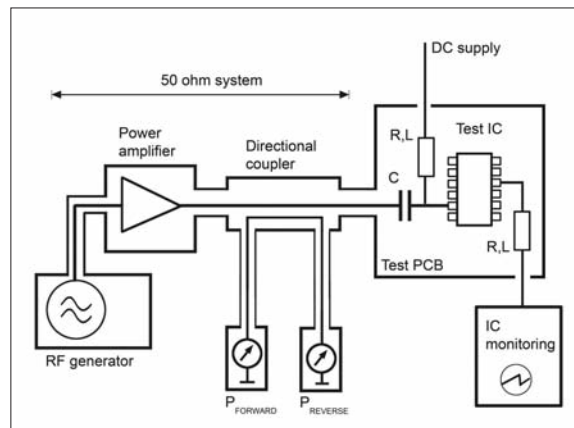 DC supply
50 ohm system
Power
amplifier
Directional
coupler
R,L
Test IC
C
R,L
Test PCB
RF generator
IC
monitoring
P FORWARD
P REVERSE